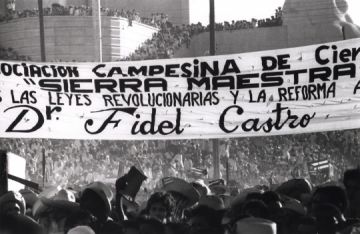 OCIACION CAMPESINA DE Cien
Y SIERRA MAESTRA
LAS LEYES REVOLUCIONARIAS Y LA REFORMA A
Dr Fidel Castro